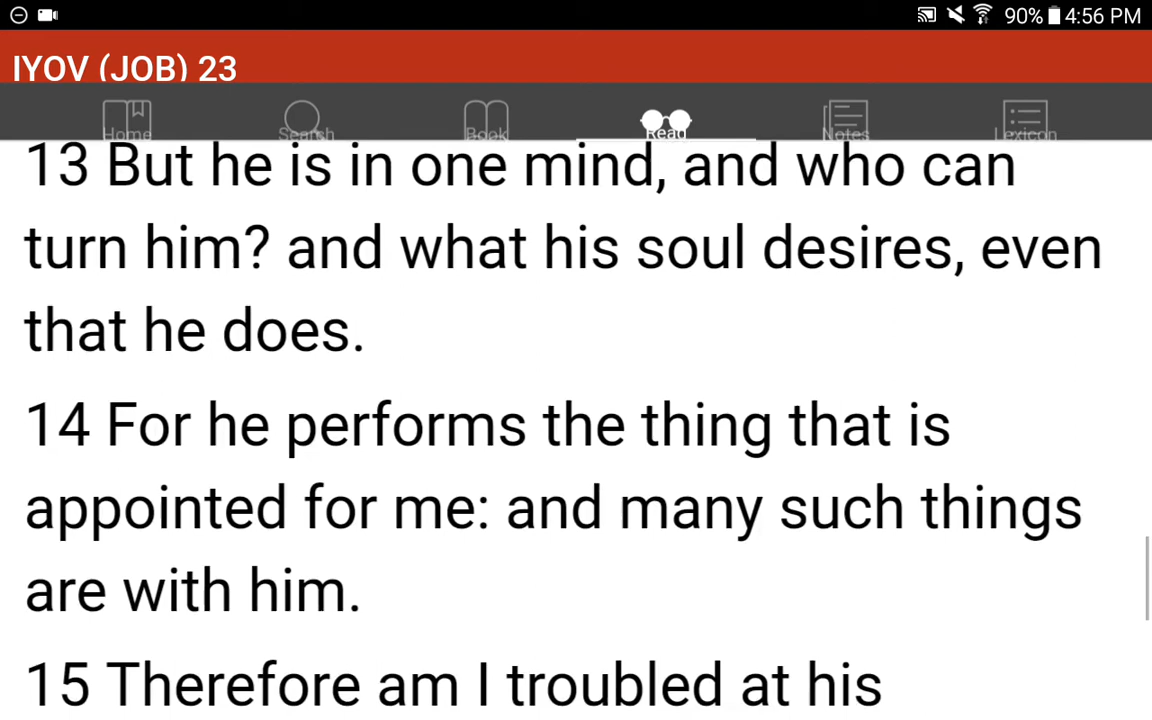 90% 4:56 PM
IYOV (JOB) 23
Home Search Book Read Notes Lexicon
13 But he is in one mind, and who can
turn him? and what his soul desires, even
that he does.
14 For he performs the thing that is
appointed for me: and many such things
are with him.
15 Therefore am I troubled at his